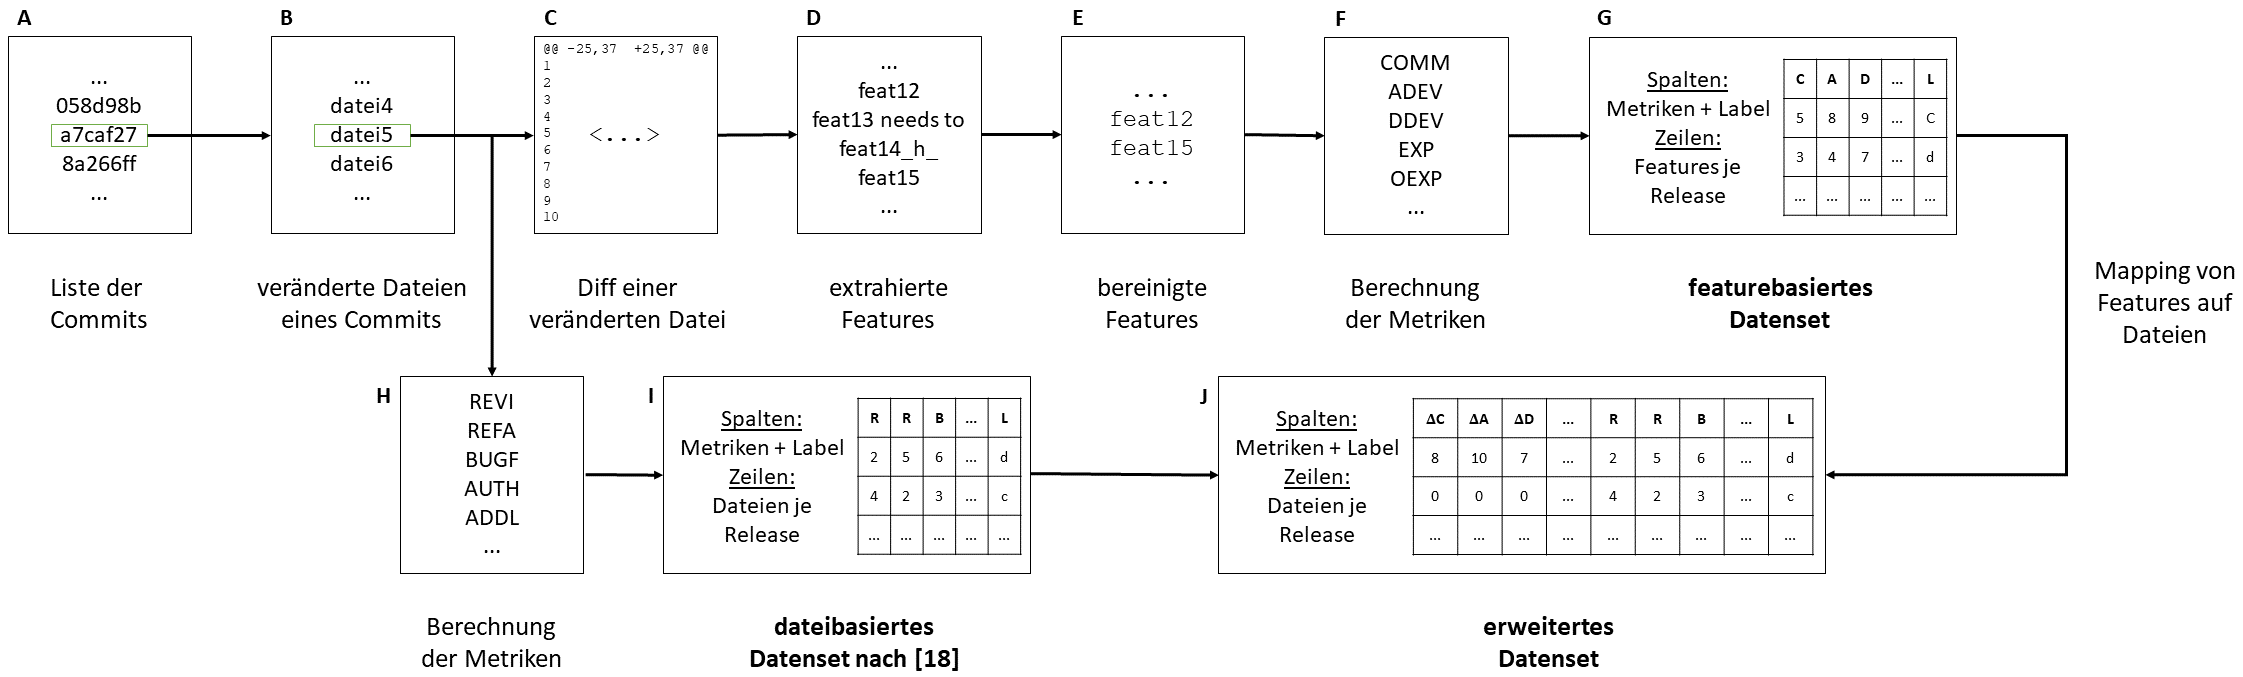 A
...
058d98b
a7caf27
8a266ff
...
Liste der
Commits
B
...
datei4
datei5
datei6
...
veränderte Dateien
eines Commits
C
@@ -25,37 +25,37 @@
1
2
3
4
5
6
7
8
9
10
<...>
Diff einer
veränderten Datei
D
...
feat12
feat13 needs to
feat14_h_
feat15
...
extrahierte
Features
E
...
feat12
feat15
...
bereinigte
Features
F
COMM
ADEV
DDEV
EXP
OEXP
...
Berechnung
der Metriken
G
Spalten:
Metriken + Label
Zeilen:
Features je
Release
C A D ... L
5 8 9 ... C
3 4 7 ... d
... ... ... ... ...
featurebasiertes
Datenset
Mapping von
Features auf
Dateien
H
REVI
REFA
BUGF
AUTH
ADDL
...
Berechnung
der Metriken
I
Spalten:
Metriken + Label
Zeilen:
Dateien je
Release
R R B ... L
2 5 6 ... d
4 2 3 ... c
... ... ... ... ...
dateibasiertes
Datenset nach [18]
J
Spalten:
Metriken + Label
Zeilen:
Dateien je
Release
ΔC ΔA ΔD ... R R B ... L
8 10 7 ... 2 5 6 ... d
0 0 0 ... 4 2 3 ... c
... ... ... ... ... ... ... ... ...
erweitertes
Datenset